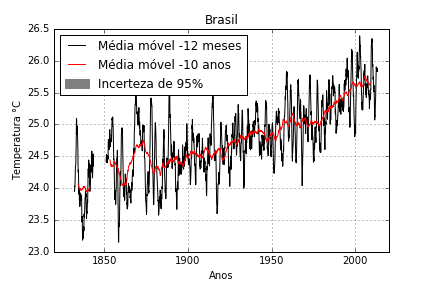 Brasil
Média móvel -12 meses
Média móvel -10 anos
Incerteza de 95%
Temperatura °C
26.5
26.0
25.5
25.0
24.5
24.0
23.5
23.0
1850
1900
1950
2000
Anos